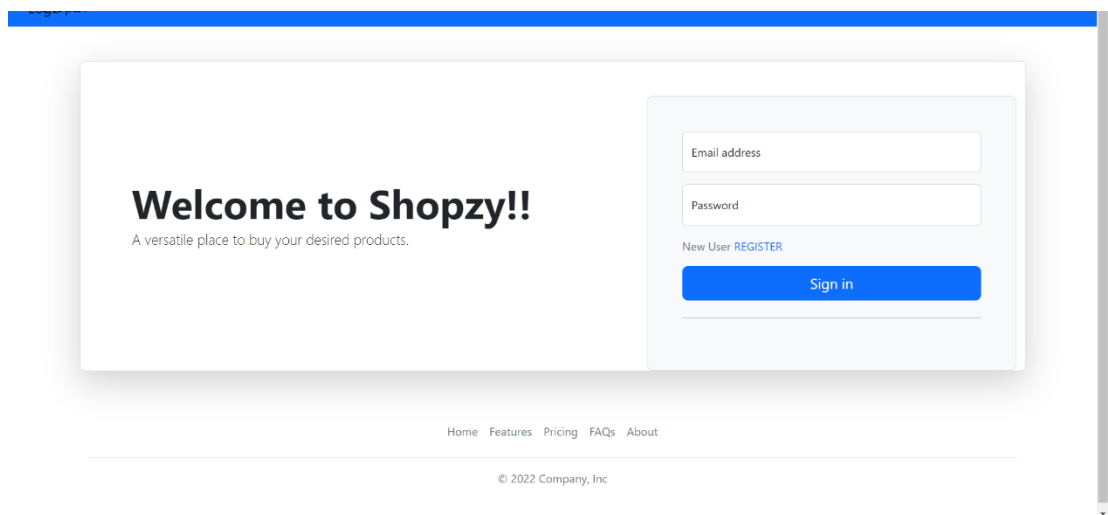 Welcome to Shopzy!!
A versatile place to buy your desired products.
Email address
Password
New User REGISTER
Sign in
Home Features Pricing FAQs About
© 2022 Company, Inc